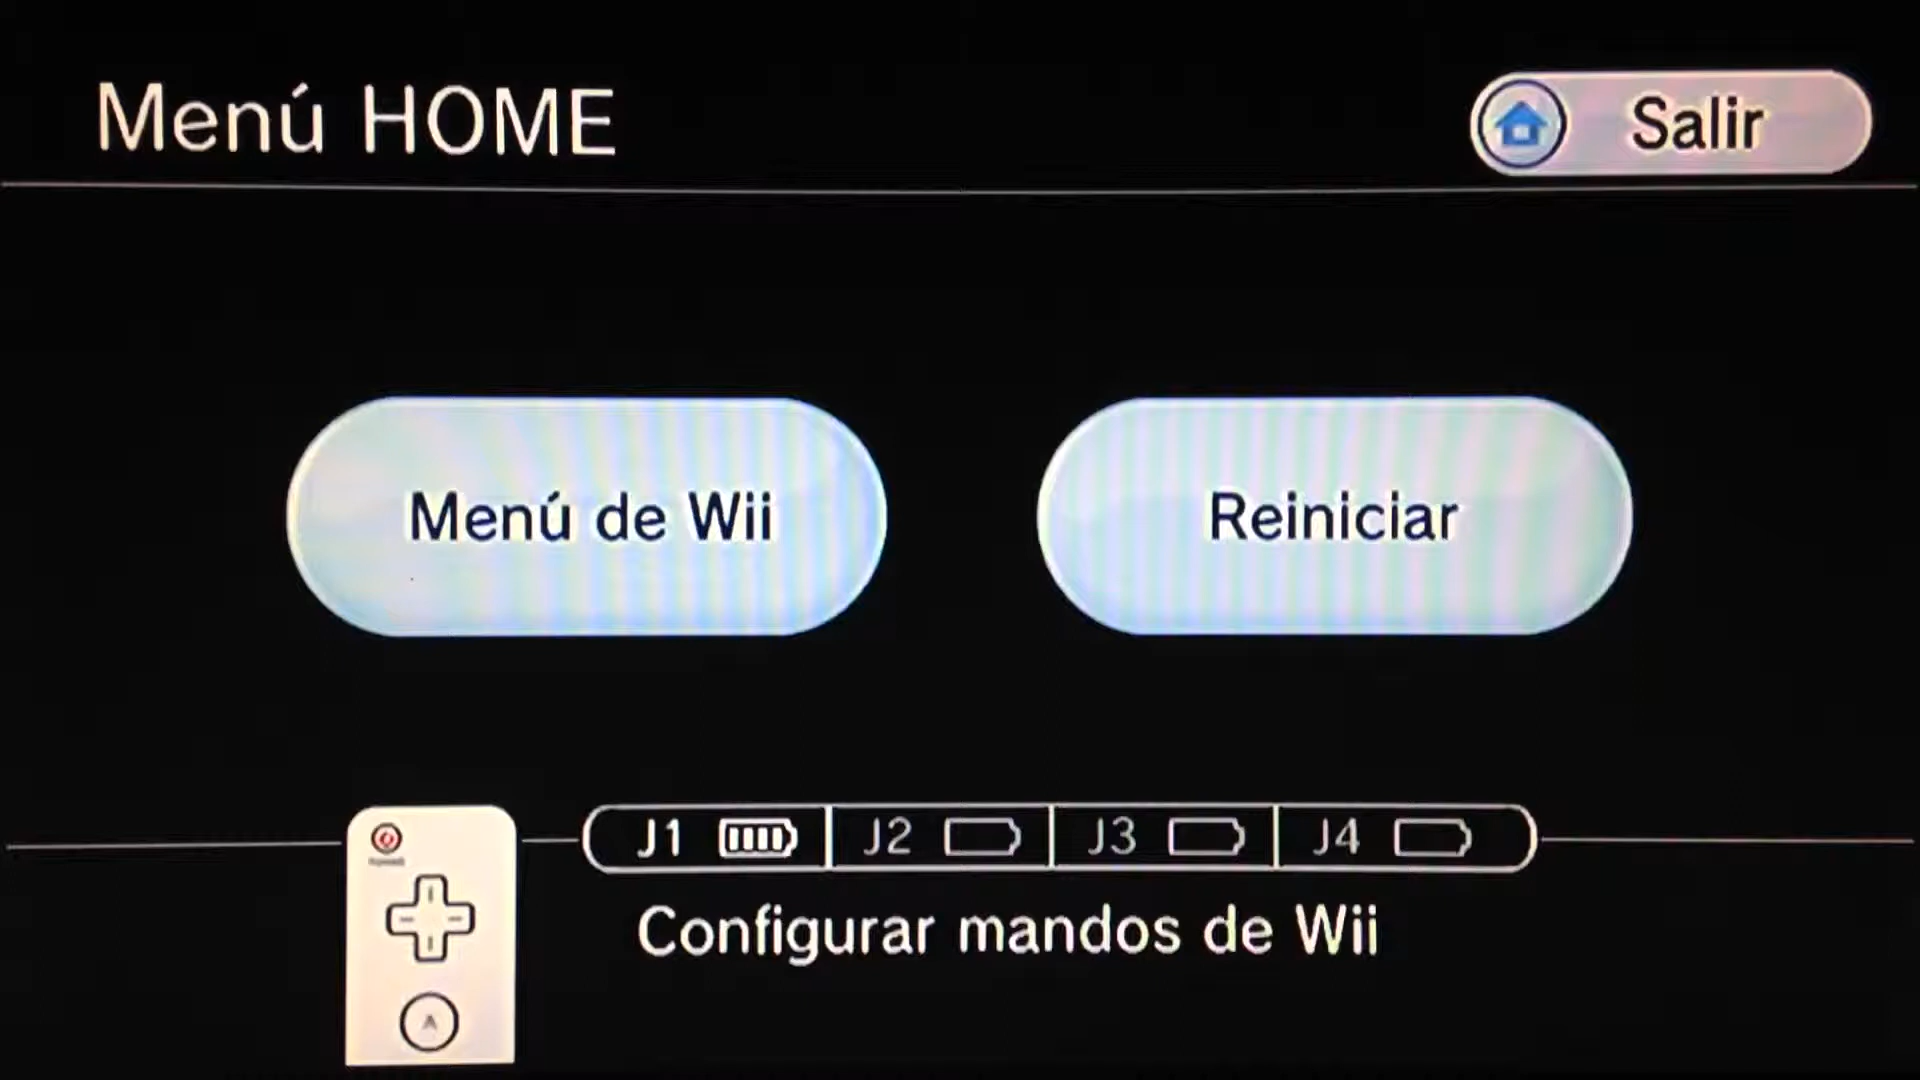 Menú HOME
Salir
Menú de Wii
Reiniciar
J1 J2 J3 J4
Configurar mandos de Wii
A